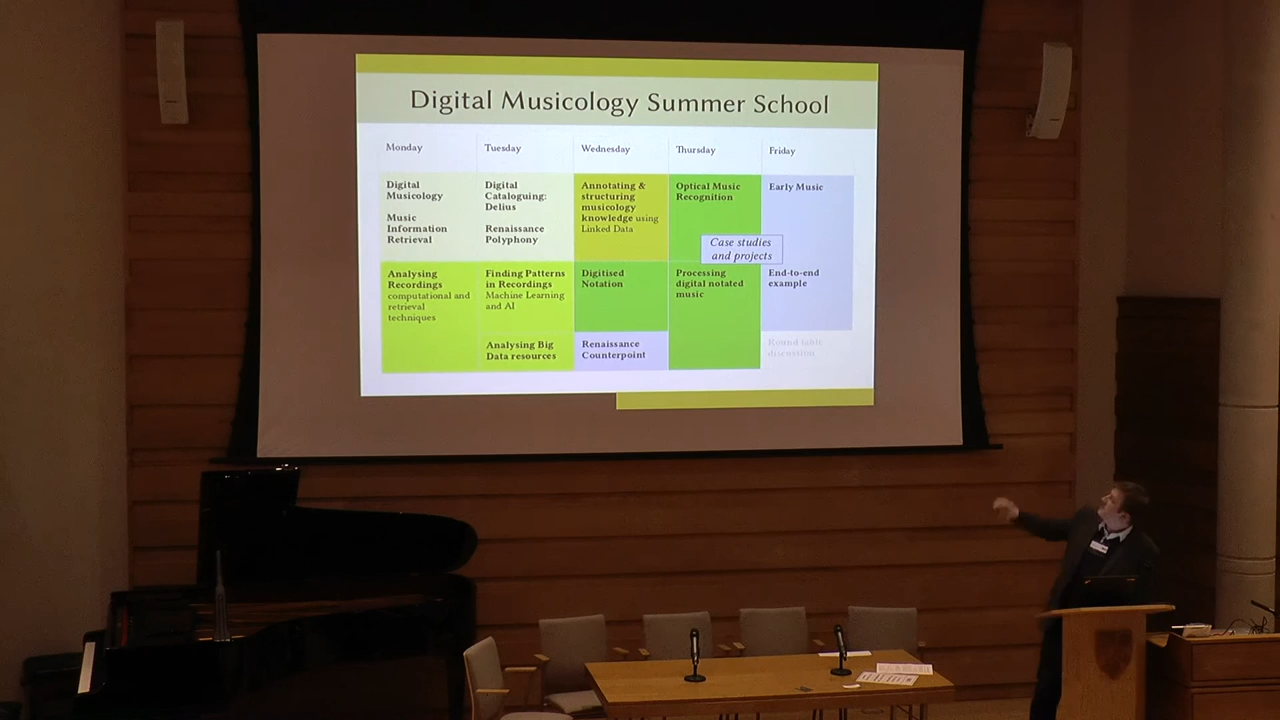 Digital Musicology Summer School
Monday
Tuesday
Wednesday
Thursday
Friday
Digital
Musicology
Music
Information
Retrieval
Digital
Cataloguing:
Delius
Renaissance
Polyphony
Annotating &
structuring
musicology
knowledge using
Linked Data
Optical Music
Recognition
Early Music
Case studies
and projects
Analysing
Recordings
computational and
retrieval
techniques
Finding Patterns
in Recordings
Machine Learning
and AI
Digitised
Notation
Processing
digital notated
music
End-to-end
example
Analysing Big
Data resources
Renaissance
Counterpoint
Round table
discussion